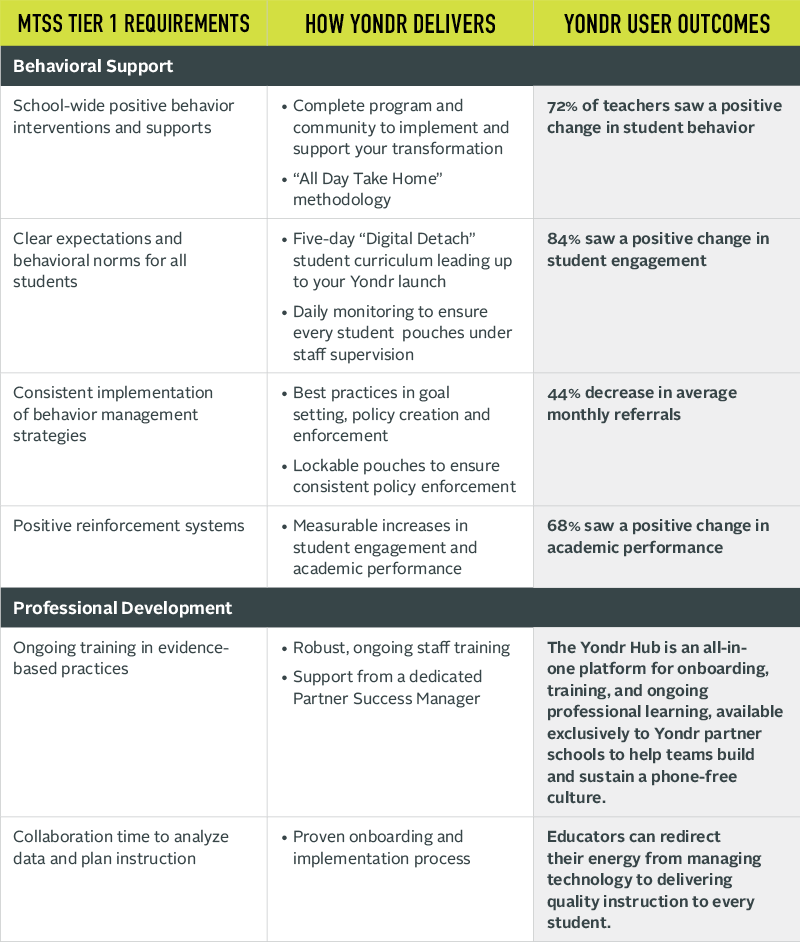 MTSS TIER 1 REQUIREMENTS
HOW YONDR DELIVERS
YONDR USER OUTCOMES
Behavioral Support
School-wide positive behavior
interventions and supports
• Complete program and
community to implement and
support your transformation
• “All Day Take Home”
methodology
72% of teachers saw a positive
change in student behavior
Clear expectations and
behavioral norms for all
students
• Five-day “Digital Detach”
student curriculum leading up
to your Yondr launch
• Daily monitoring to ensure
every student pouches under
staff supervision
84% saw a positive change in
student engagement
Consistent implementation
of behavior management
strategies
• Best practices in goal
setting, policy creation and
enforcement
• Lockable pouches to ensure
consistent policy enforcement
44% decrease in average
monthly referrals
Positive reinforcement systems
• Measurable increases in
student engagement and
academic performance
68% saw a positive change in
academic performance
Professional Development
Ongoing training in evidence-
based practices
• Robust, ongoing staff training
• Support from a dedicated
Partner Success Manager
The Yondr Hub is an all-in-
one platform for onboarding,
training, and ongoing
professional learning, available
exclusively to Yondr partner
schools to help teams build
and sustain a phone-free
culture.
Collaboration time to analyze
data and plan instruction
• Proven onboarding and
implementation process
Educators can redirect
their energy from managing
technology to delivering
quality instruction to every
student.